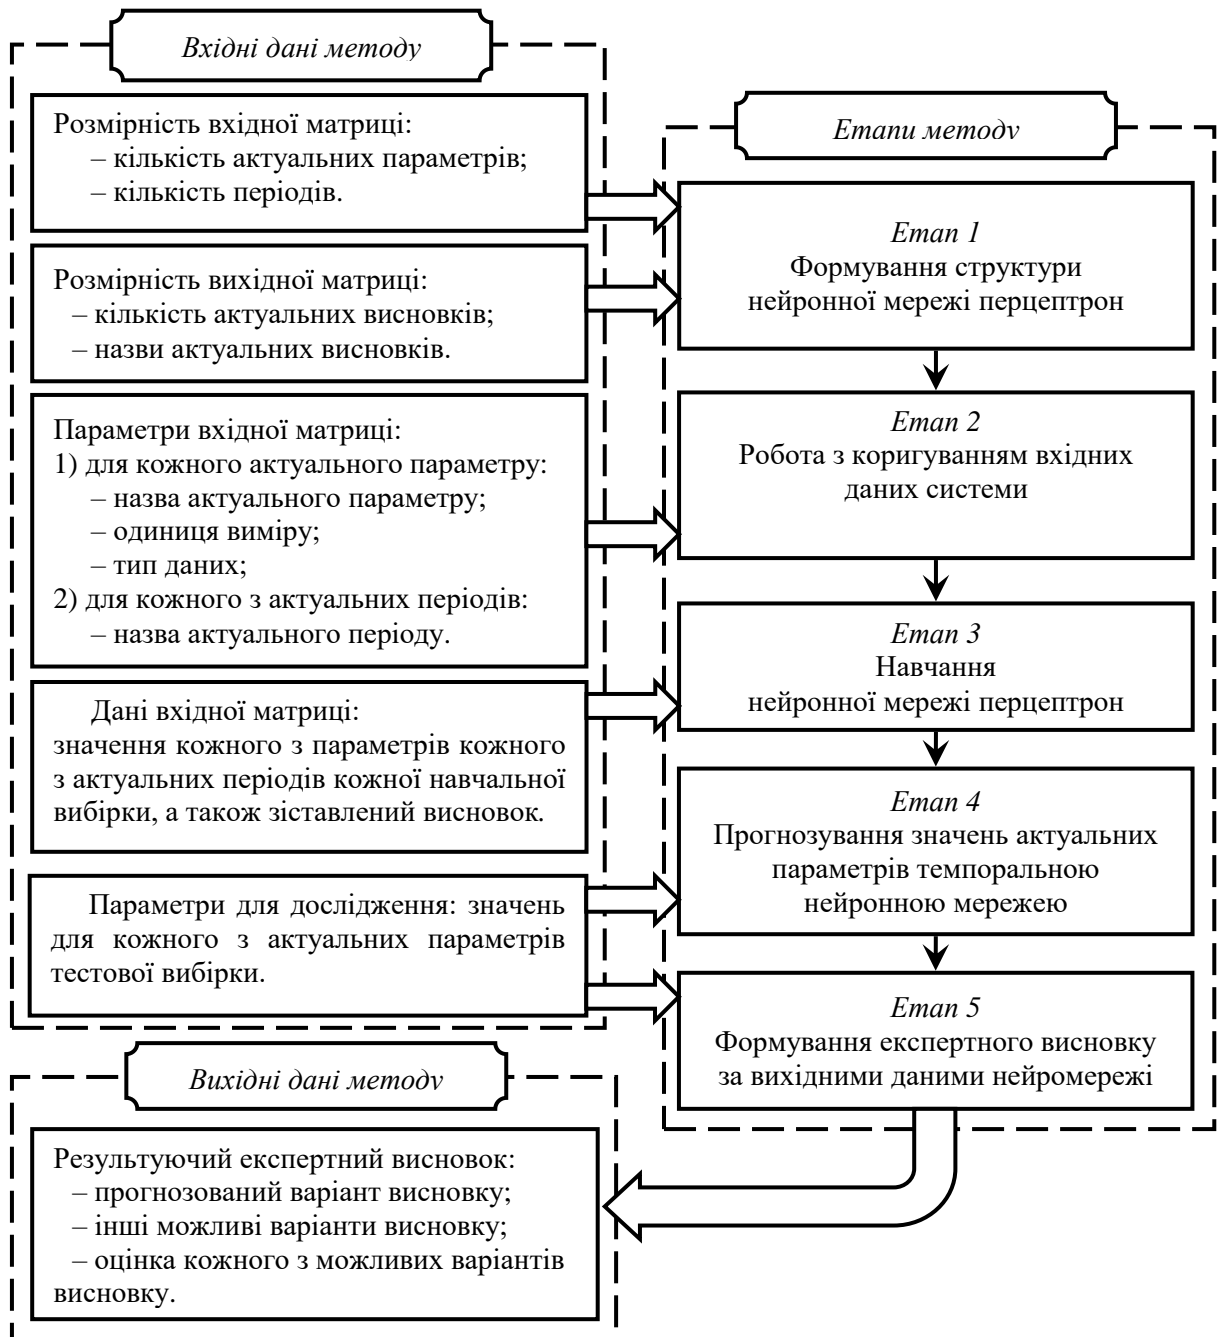 Вхідні дані методу
Розмірність вхідної матриці:
– кількість актуальних параметрів;
– кількість періодів.
Розмірність вихідної матриці:
– кількість актуальних висновків;
– назви актуальних висновків.
Параметри вхідної матриці:
1) для кожного актуального параметру:
– назва актуального параметру;
– одиниця виміру;
– тип даних;
2) для кожного з актуальних періодів:
– назва актуального періоду.
Дані вхідної матриці:
значення кожного з параметрів кожного
з актуальних періодів кожної навчальної
вибірки, а також зіставлений висновок.
Параметри для дослідження: значень
для кожного з актуальних параметрів
тестової вибірки.
Етапи методу
Етап 1
Формування структури
нейронної мережі перцептрон
Етап 2
Робота з коригуванням вхідних
даних системи
Етап 3
Навчання
нейронної мережі перцептрон
Етап 4
Прогнозування значень актуальних
параметрів темпоральною
нейронною мережею
Етап 5
Формування експертного висновку
за вихідними даними нейромережі
Вихідні дані методу
Результуючий експертний висновок:
– прогнозований варіант висновку;
– інші можливі варіанти висновку;
– оцінка кожного з можливих варіантів
висновку.